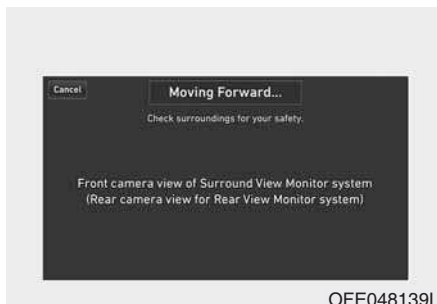 Cancel
Moving Forward...
Check surroundings for your safety.
Front camera view of Surround View Monitor system
(Rear camera view for Rear View Monitor system)
OFE048139L